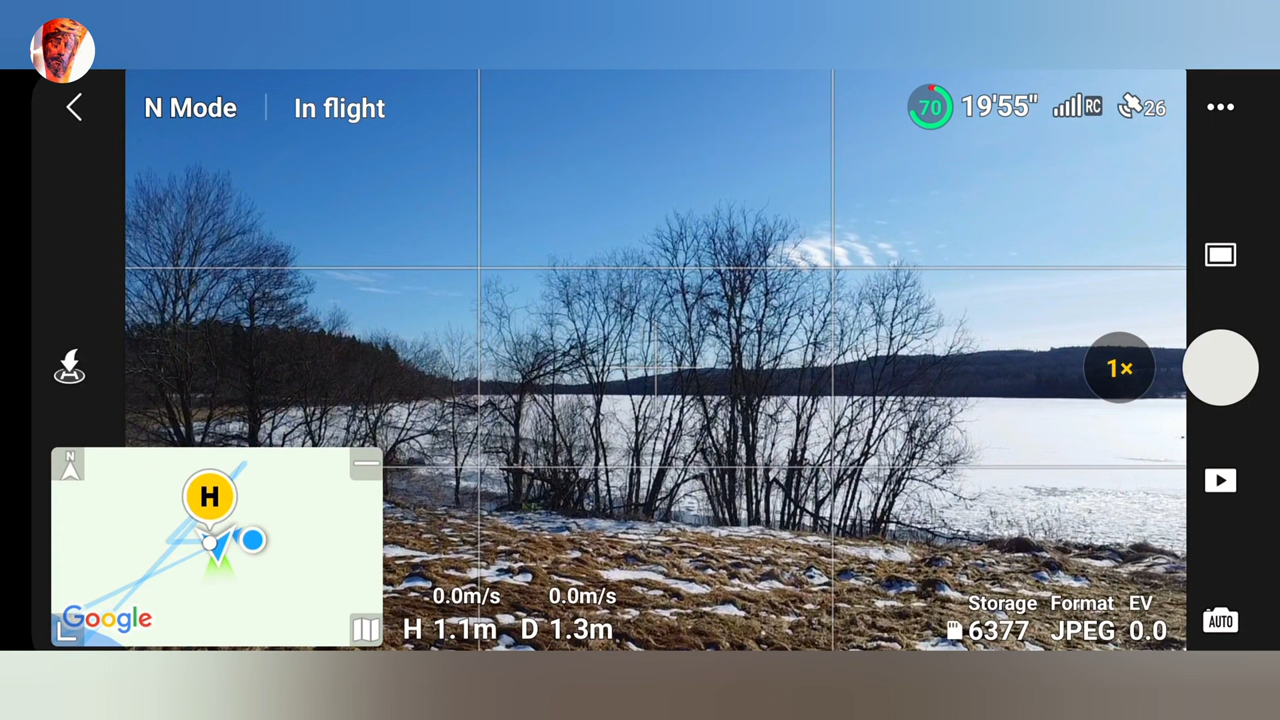 N Mode In flight
70 19'55" RC 26
1×
N
H
Google
0.0m/s 0.0m/s
H 1.1m D 1.3m
Storage Format EV
6377 JPEG 0.0
AUTO